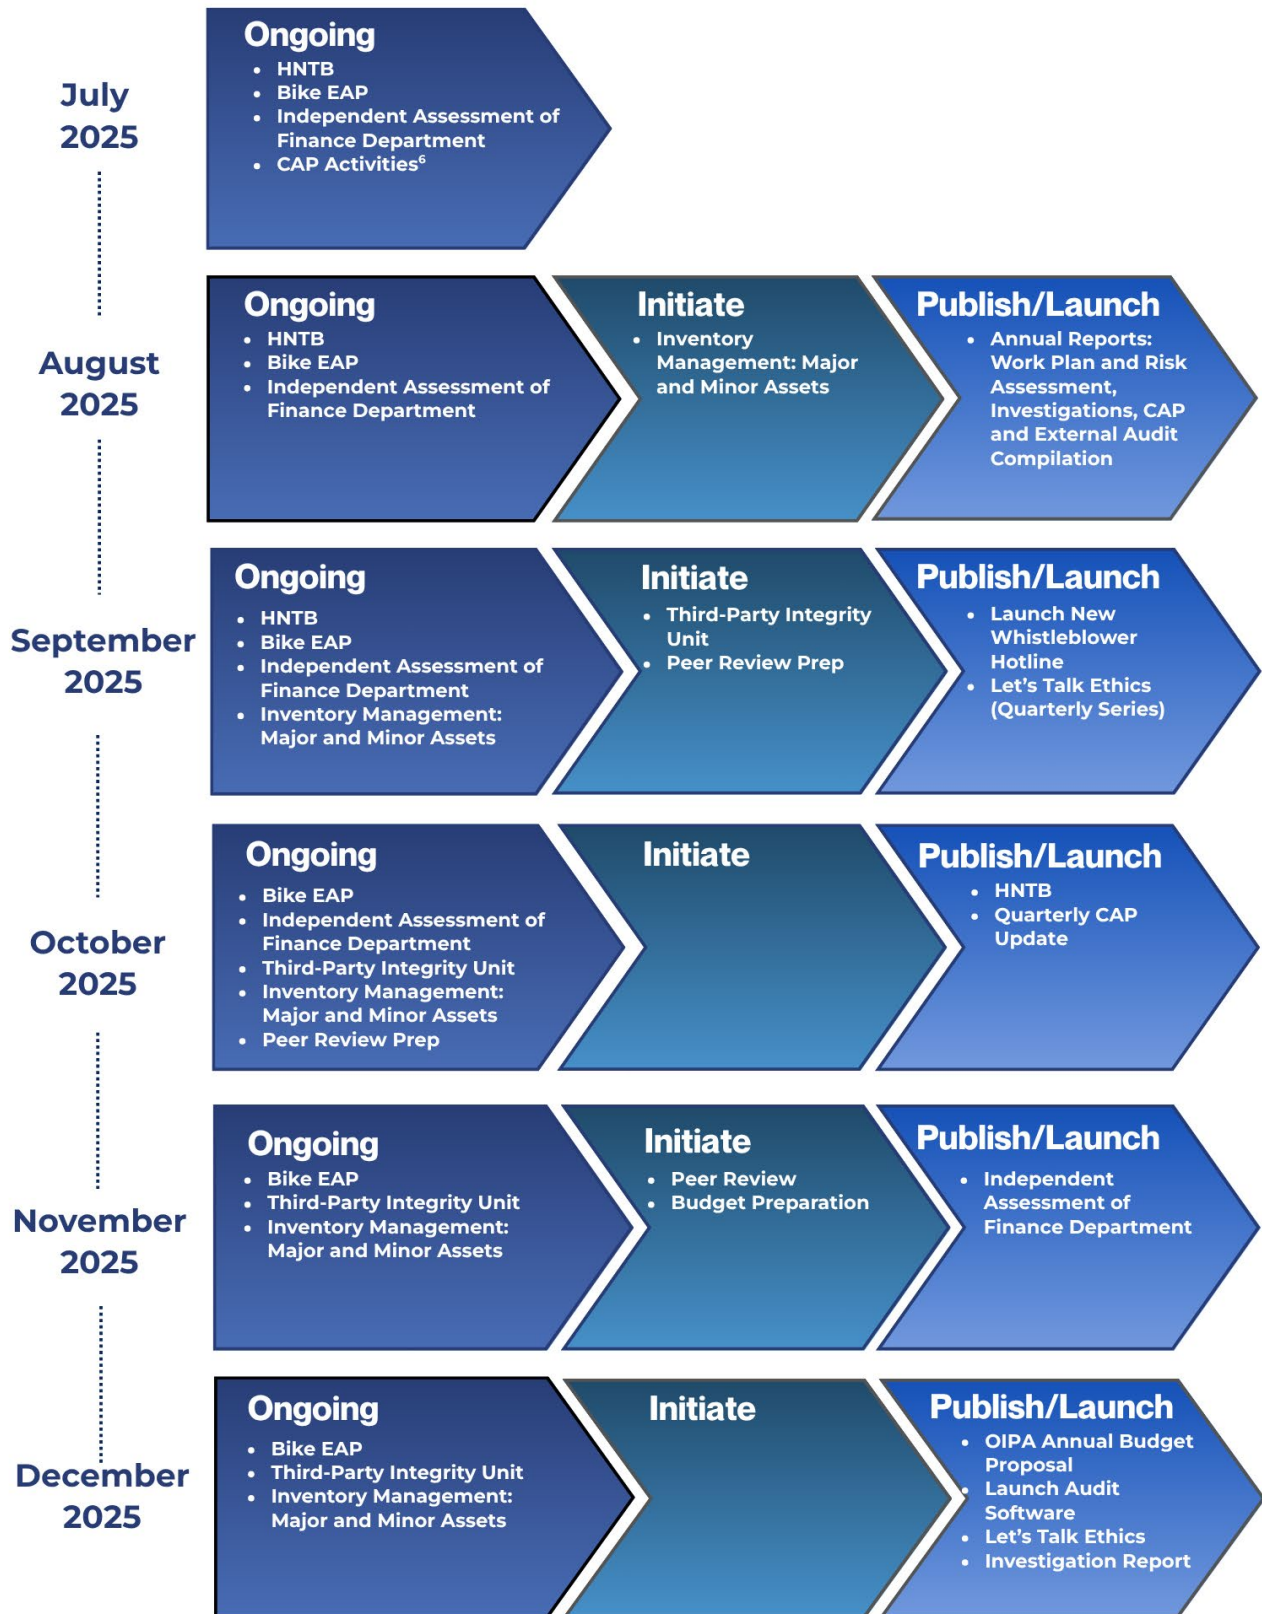 July
2025
Ongoing
• HNTB
• Bike EAP
• Independent Assessment of
Finance Department
• CAP Activities⁶
August
2025
Ongoing
• HNTB
• Bike EAP
• Independent Assessment of
Finance Department
Initiate
• Inventory
Management: Major
and Minor Assets
Publish/Launch
• Annual Reports:
Work Plan and Risk
Assessment,
Investigations, CAP
and External Audit
Compilation
September
2025
Ongoing
• HNTB
• Bike EAP
• Independent Assessment of
Finance Department
• Inventory Management:
Major and Minor Assets
Initiate
• Third-Party Integrity
Unit
• Peer Review Prep
Publish/Launch
• Launch New
Whistleblower
Hotline
• Let's Talk Ethics
(Quarterly Series)
October
2025
Ongoing
• Bike EAP
• Independent Assessment of
Finance Department
• Third-Party Integrity Unit
• Inventory Management:
Major and Minor Assets
• Peer Review Prep
Initiate
Publish/Launch
• HNTB
• Quarterly CAP
Update
November
2025
Ongoing
• Bike EAP
• Third-Party Integrity Unit
• Inventory Management:
Major and Minor Assets
Initiate
• Peer Review
• Budget Preparation
Publish/Launch
• Independent
Assessment of
Finance Department
December
2025
Ongoing
• Bike EAP
• Third-Party Integrity Unit
• Inventory Management:
Major and Minor Assets
Initiate
Publish/Launch
• OIPA Annual Budget
Proposal
• Launch Audit
Software
• Let's Talk Ethics
• Investigation Report